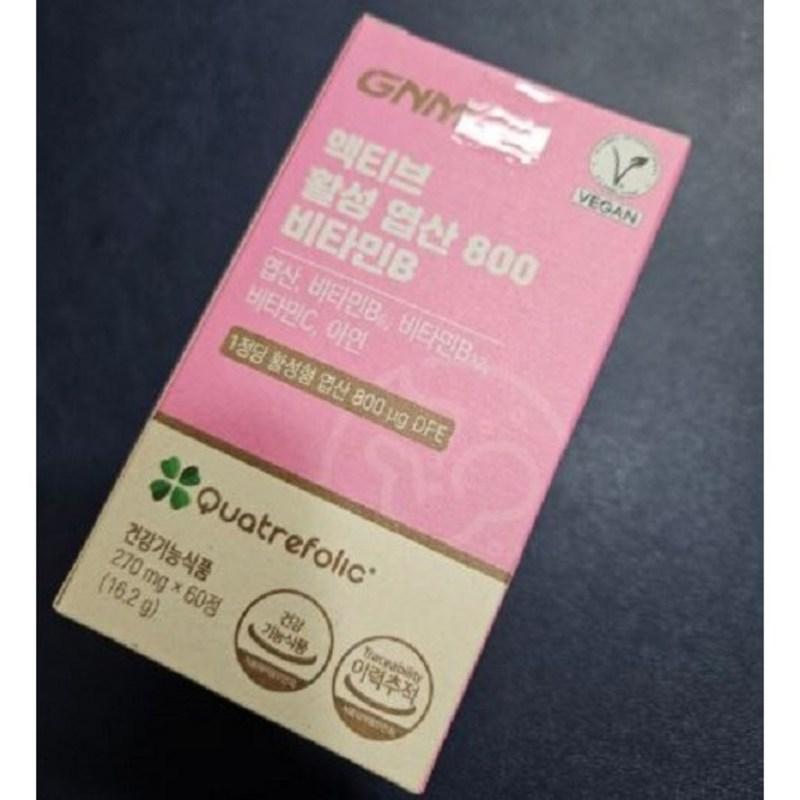 GNM
VEGAN
액티브
활성 엽산 800
비타민B
엽산, 비타민B₆, 비타민B₁₂,
비타민C, 아연
1정당 활성형 엽산 800 μg DFE
Quatrefolic®
건강기능식품
270 mg × 60정
(16.2 g)
건강
기능식품
Traceability
이력추적